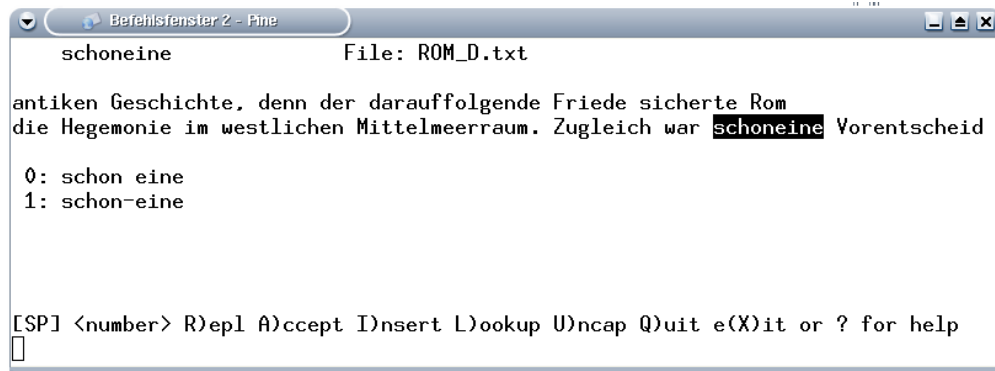 Befehlsfenster 2 - Pine
schoneine File: ROM_D.txt
antiken Geschichte, denn der darauffolgende Friede sicherte Rom
die Hegemonie im westlichen Mittelmeerraum. Zugleich war schoneine Vorentscheid
0: schon eine
1: schon-eine
[SP] <number> R)epl A)ccept I)nsert L)ookup U)ncap Q)uit e(X)it or ? for help